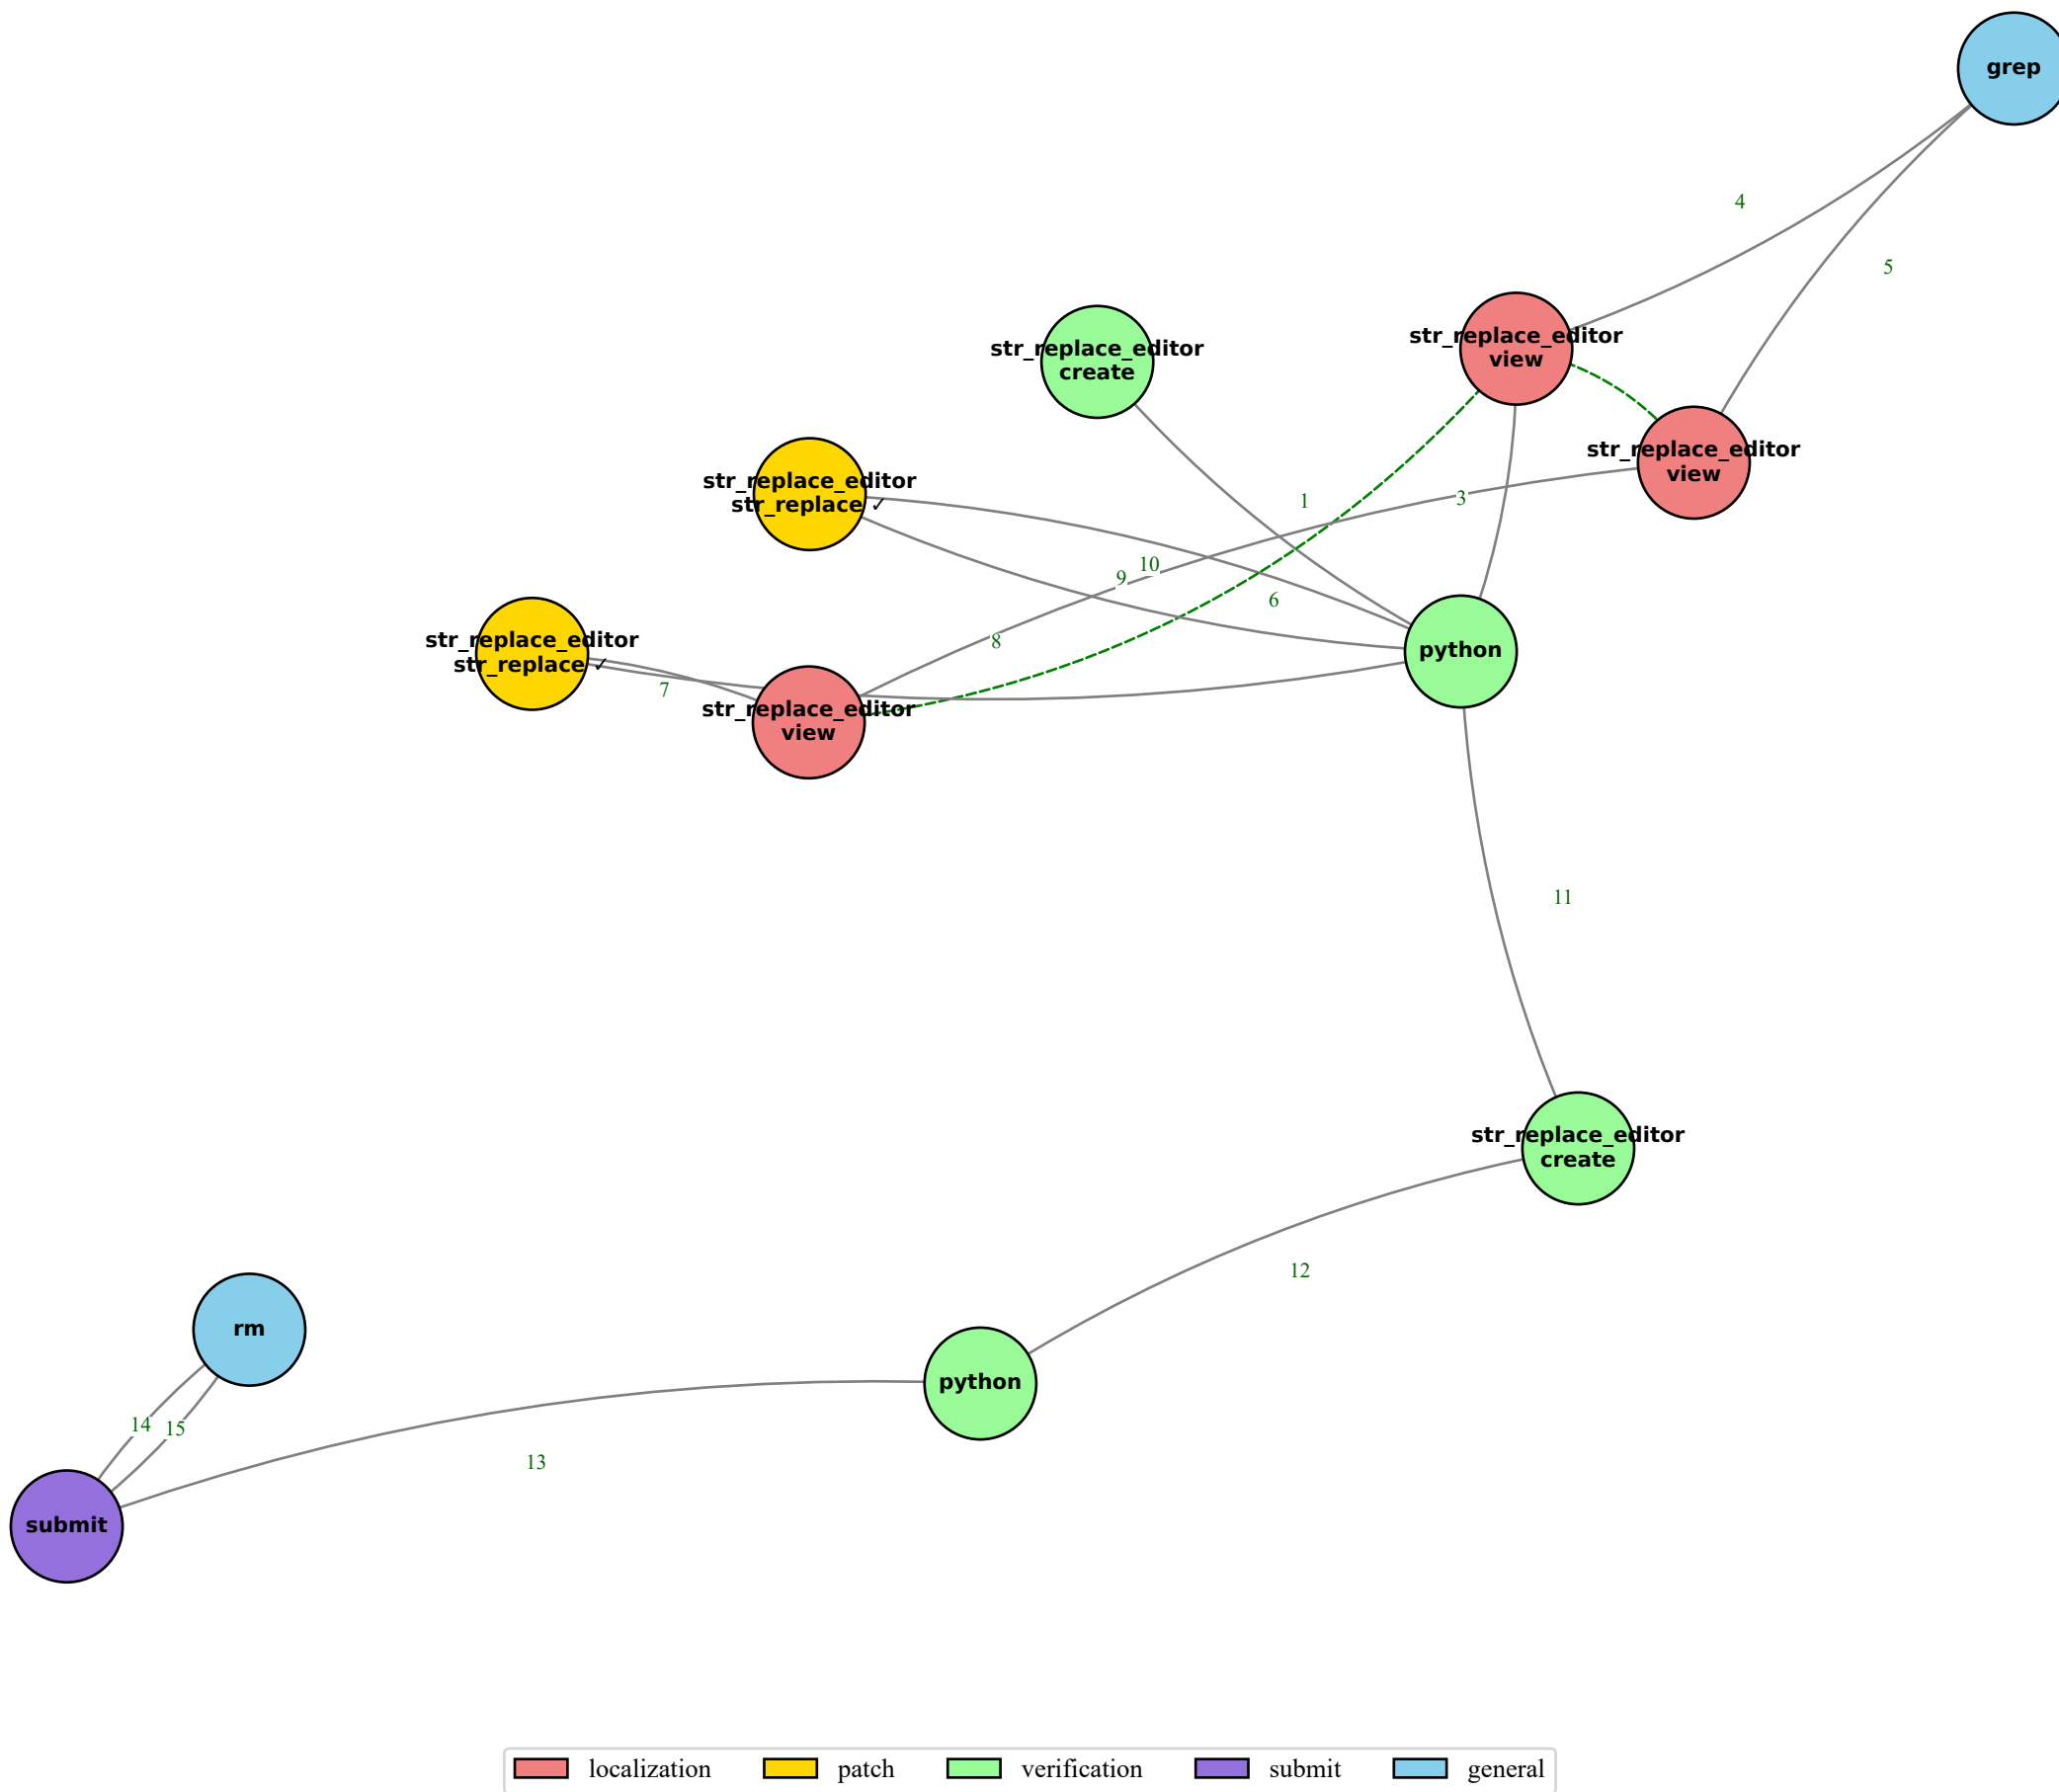 grep
4
5
str_replace_editor
view
str_replace_editor
create
str_replace_editor
view
str_replace_editor
str_replace ✓
1
3
10
9
6
8
str_replace_editor
str_replace ✓
python
7
str_replace_editor
view
11
str_replace_editor
create
12
rm
python
14
15
13
submit
localization patch verification submit general